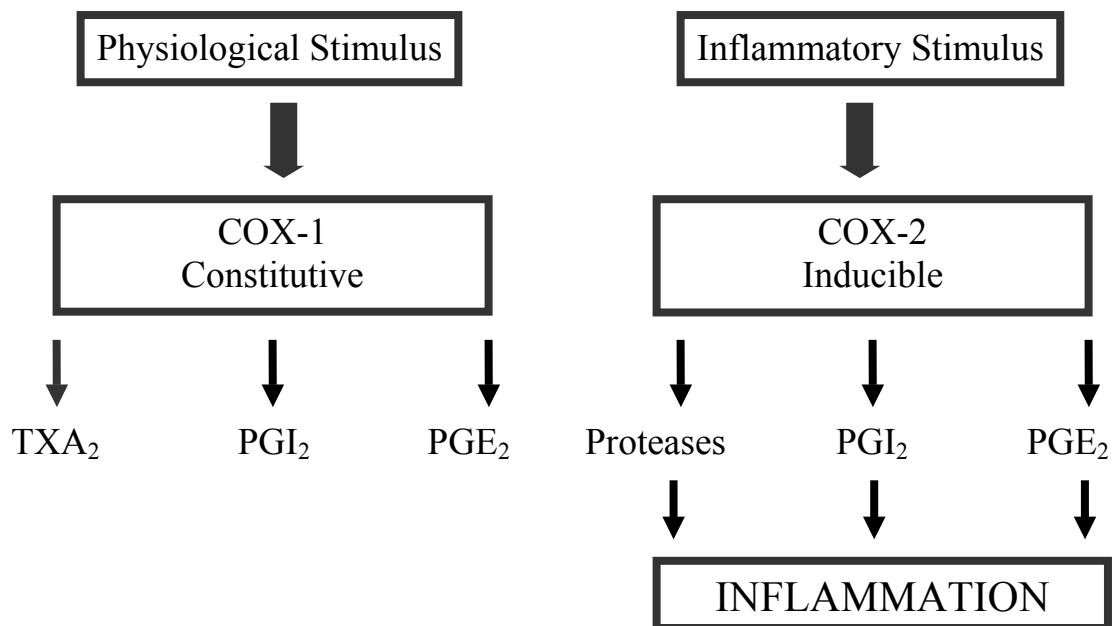 Physiological Stimulus
Inflammatory Stimulus
COX-1
Constitutive
COX-2
Inducible
TXA₂
PGI₂
PGE₂
Proteases
PGI₂
PGE₂
INFLAMMATION